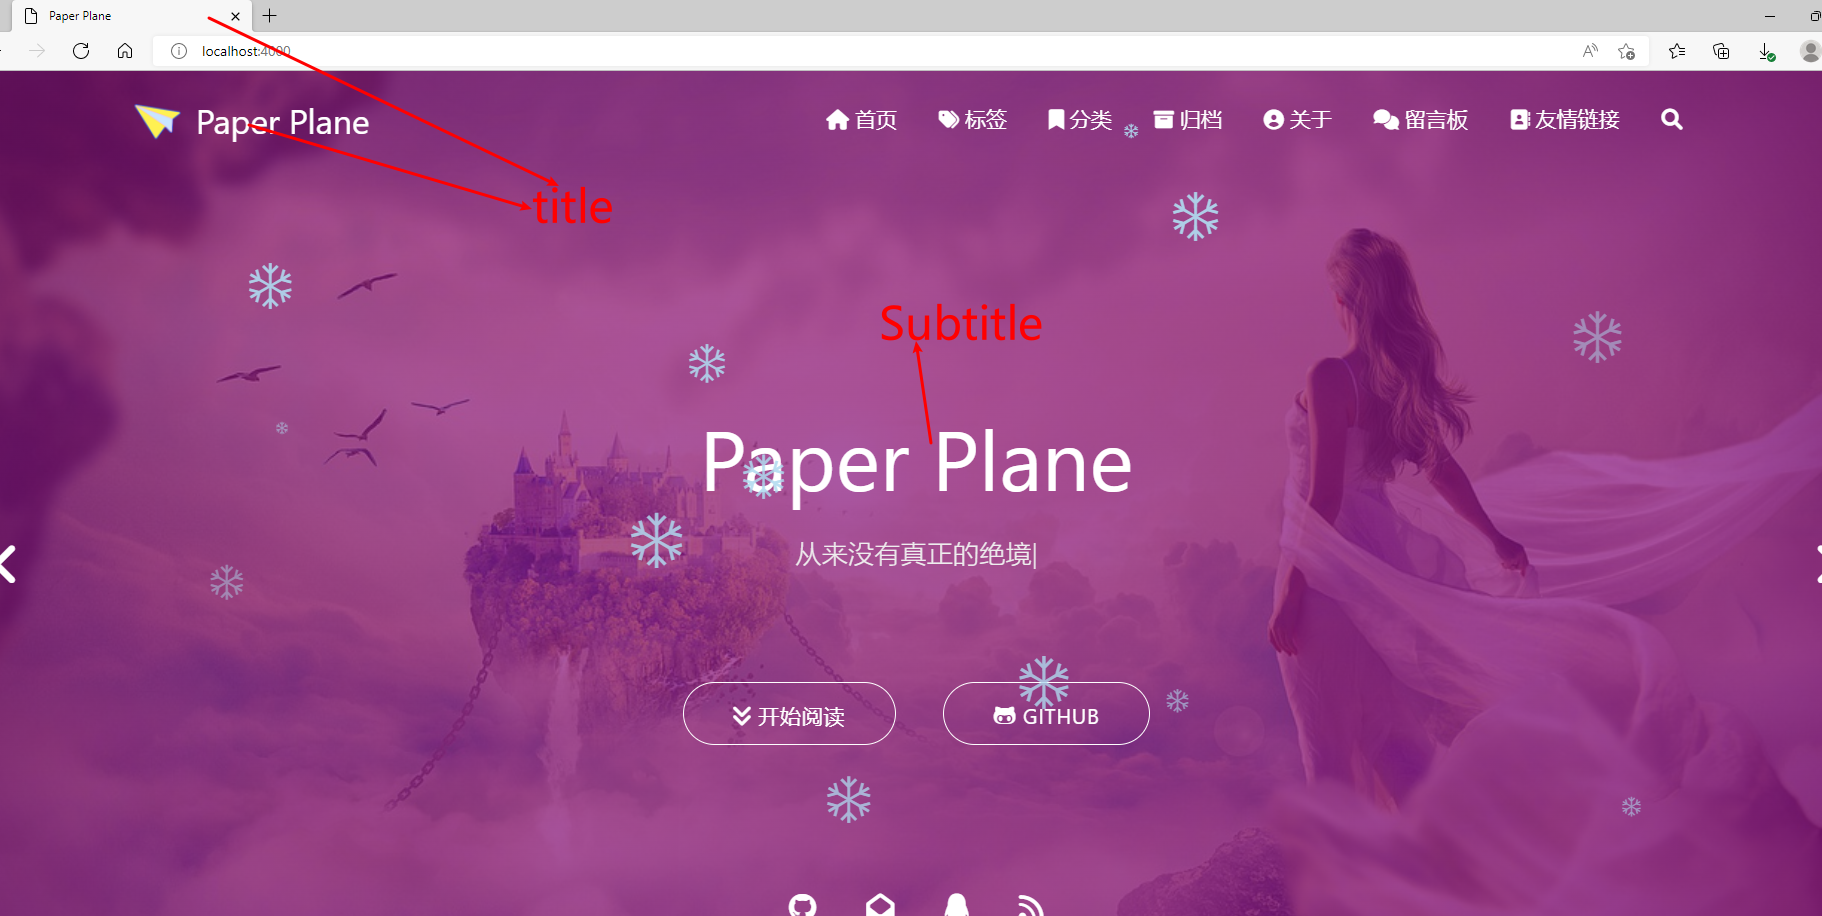 Paper Plane
localhost:4000
Paper Plane
首页 标签 分类 归档 关于 留言板 友情链接
title
Subtitle
Paper Plane
从来没有真正的绝境|
开始阅读 GITHUB